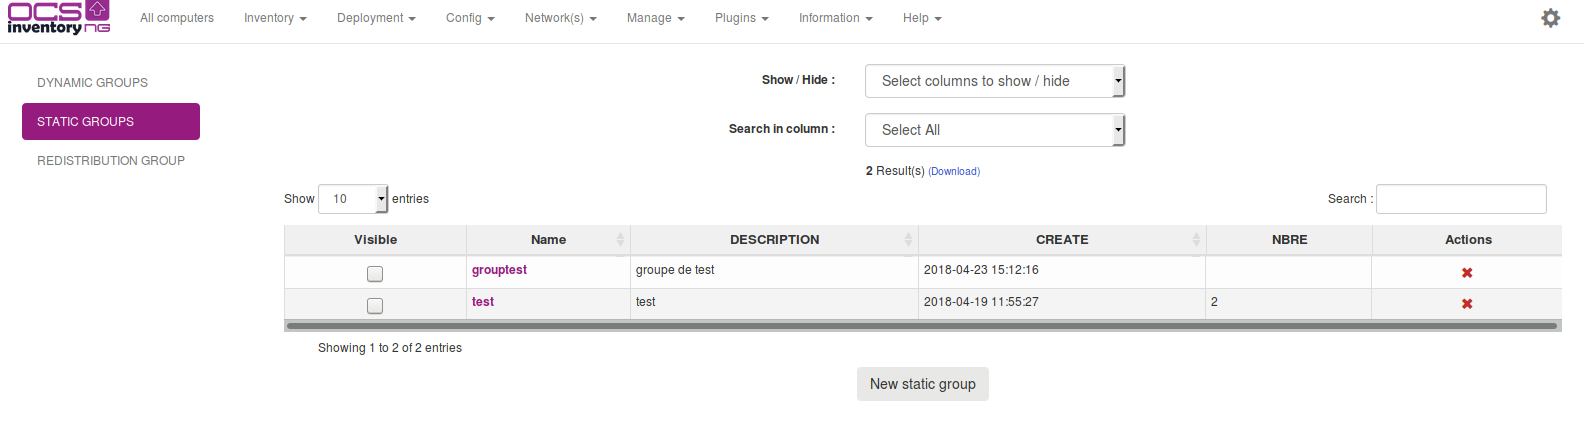 OCS
inventory NG
All computers Inventory Deployment Config Network(s) Manage Plugins Information Help
DYNAMIC GROUPS
STATIC GROUPS
REDISTRIBUTION GROUP
Show / Hide : Select columns to show / hide
Search in column : Select All
2 Result(s) (Download)
Show 10 entries Search :
Visible Name DESCRIPTION CREATE NBRE Actions
grouptest groupe de test 2018-04-23 15:12:16
test test 2018-04-19 11:55:27 2
Showing 1 to 2 of 2 entries
New static group